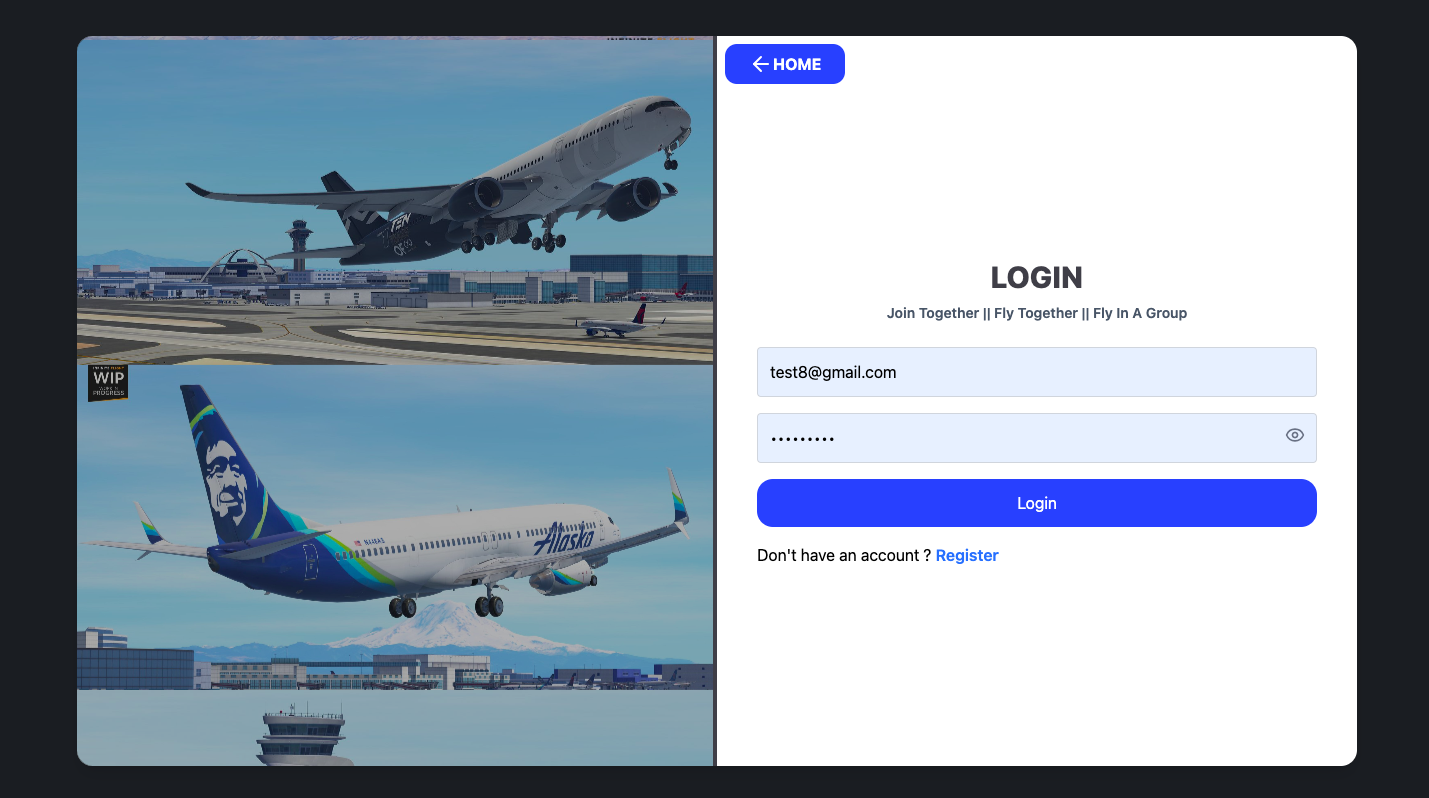 HOME
LOGIN
Join Together || Fly Together || Fly In A Group
test8@gmail.com
•••••••••
Login
Don't have an account ? Register
WIP
WORK IN
PROGRESS
Alaska